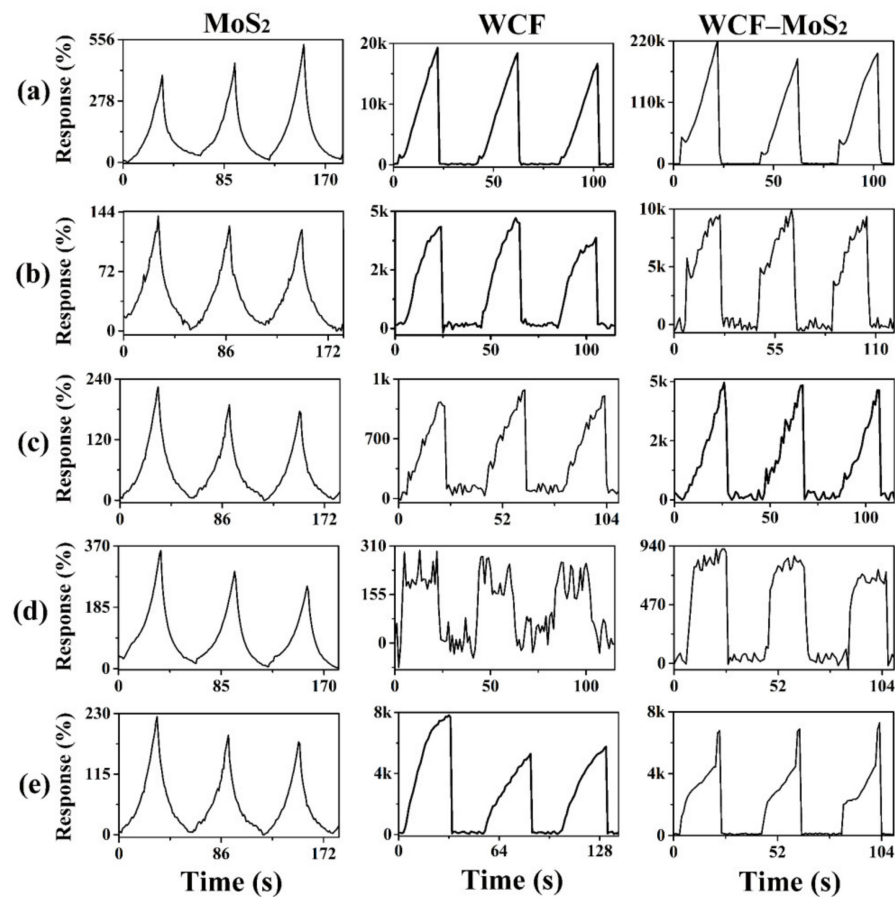 MoS2 WCF WCF–MoS2
(a) Response (%) 556 278 0 0 85 170 20k 10k 0 0 50 100 220k 110k 0 0 50 100
(b) Response (%) 144 72 0 0 86 172 5k 2k 0 0 50 100 10k 5k 0 0 55 110
(c) Response (%) 240 120 0 0 86 172 1k 700 0 0 52 104 5k 2k 0 0 50 100
(d) Response (%) 370 185 0 0 85 170 310 155 0 0 50 100 940 470 0 0 52 104
(e) Response (%) 230 115 0 0 86 172 8k 4k 0 0 64 128 8k 4k 0 0 52 104
Time (s) Time (s) Time (s)